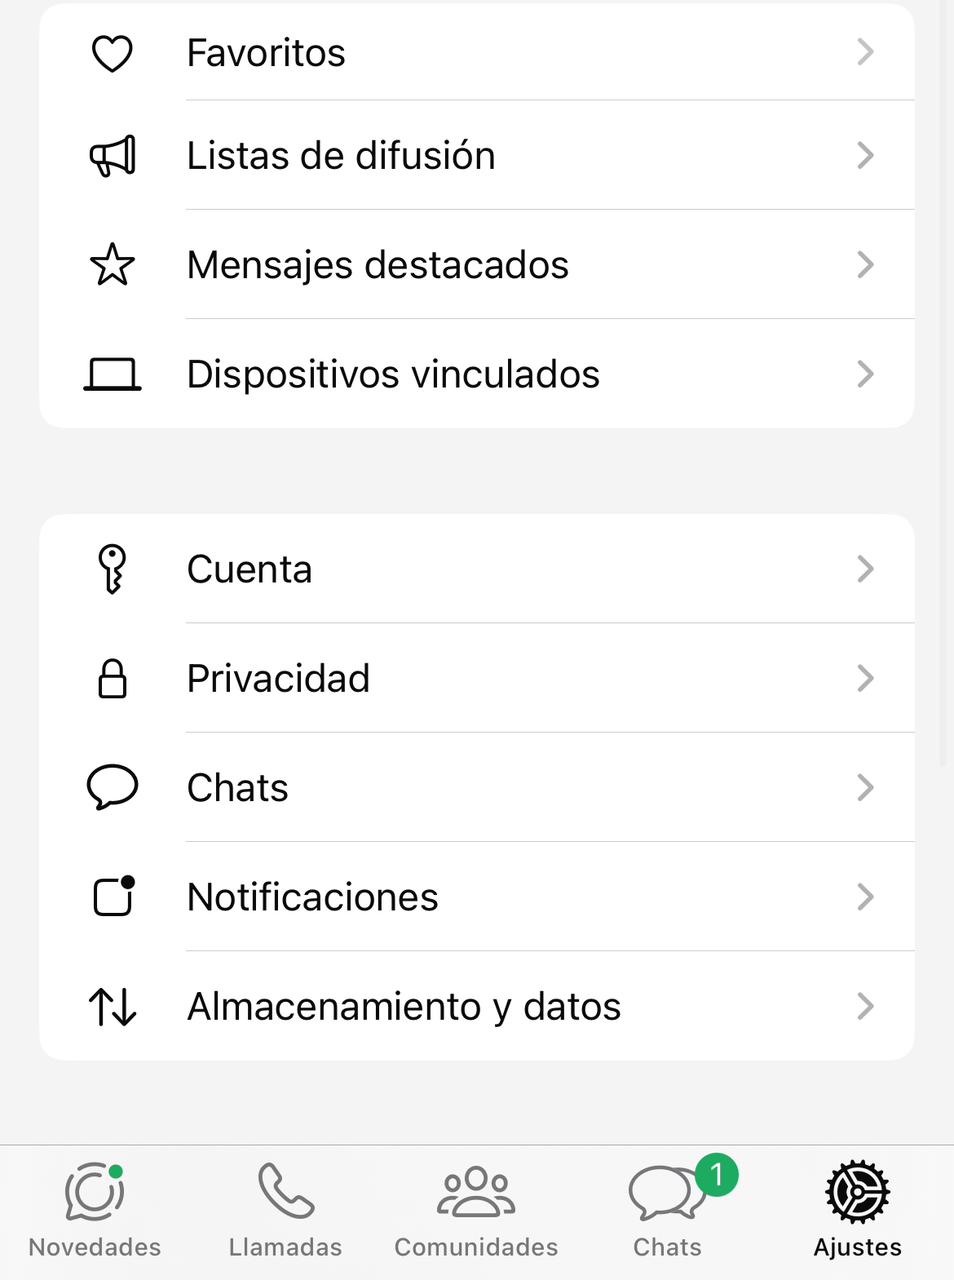 Favoritos
Listas de difusión
Mensajes destacados
Dispositivos vinculados
Cuenta
Privacidad
Chats
Notificaciones
Almacenamiento y datos
1
Novedades
Llamadas
Comunidades
Chats
Ajustes